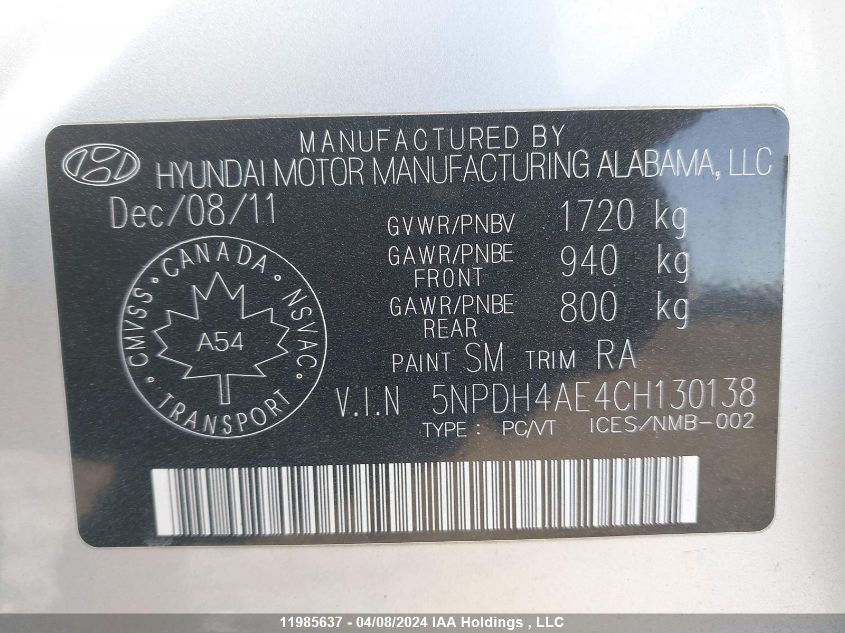 MANUFACTURED BY
HYUNDAI MOTOR MANUFACTURING ALABAMA, LLC
Dec/08/11
GVWR/PNBV 1720 kg
GAWR/PNBE FRONT 940 kg
GAWR/PNBE REAR 800 kg
CANADA
CMVSS NSVAC
A54
TRANSPORT
PAINT SM TRIM RA
V.I.N 5NPDH4AE4CH130138
TYPE : PC/VT ICES/NMB-002
11985637 - 04/08/2024 IAA Holdings , LLC